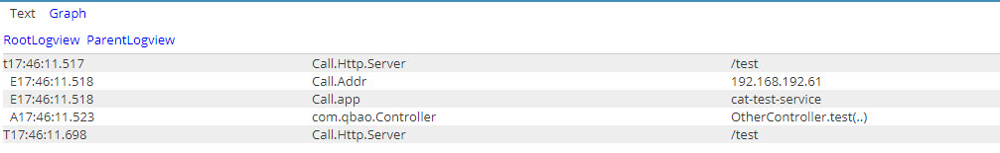 Text Graph
RootLogview ParentLogview
t17:46:11.517 Call.Http.Server /test
E17:46:11.518 Call.Addr 192.168.192.61
E17:46:11.518 Call.app cat-test-service
A17:46:11.523 com.qbao.Controller OtherController.test(..)
T17:46:11.698 Call.Http.Server /test